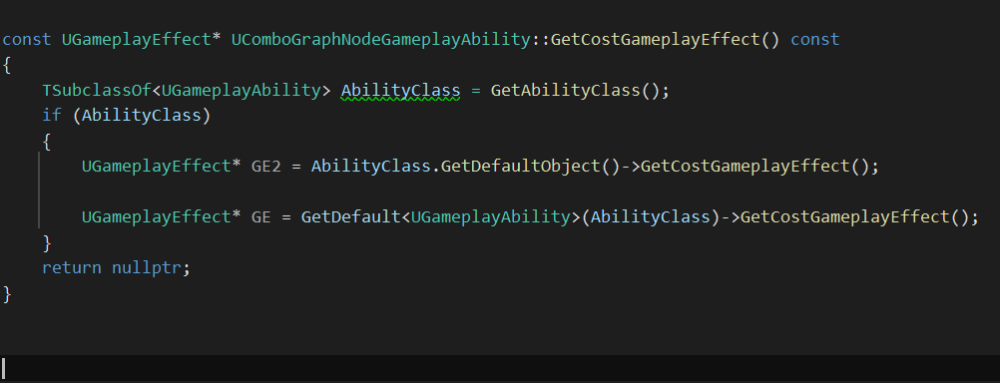 const UGameplayEffect* UComboGraphNodeGameplayAbility::GetCostGameplayEffect() const
{
    TSubclassOf<UGameplayAbility> AbilityClass = GetAbilityClass();
    if (AbilityClass)
    {
        UGameplayEffect* GE2 = AbilityClass.GetDefaultObject()->GetCostGameplayEffect();
        UGameplayEffect* GE = GetDefault<UGameplayAbility>(AbilityClass)->GetCostGameplayEffect();
    }
    return nullptr;
}